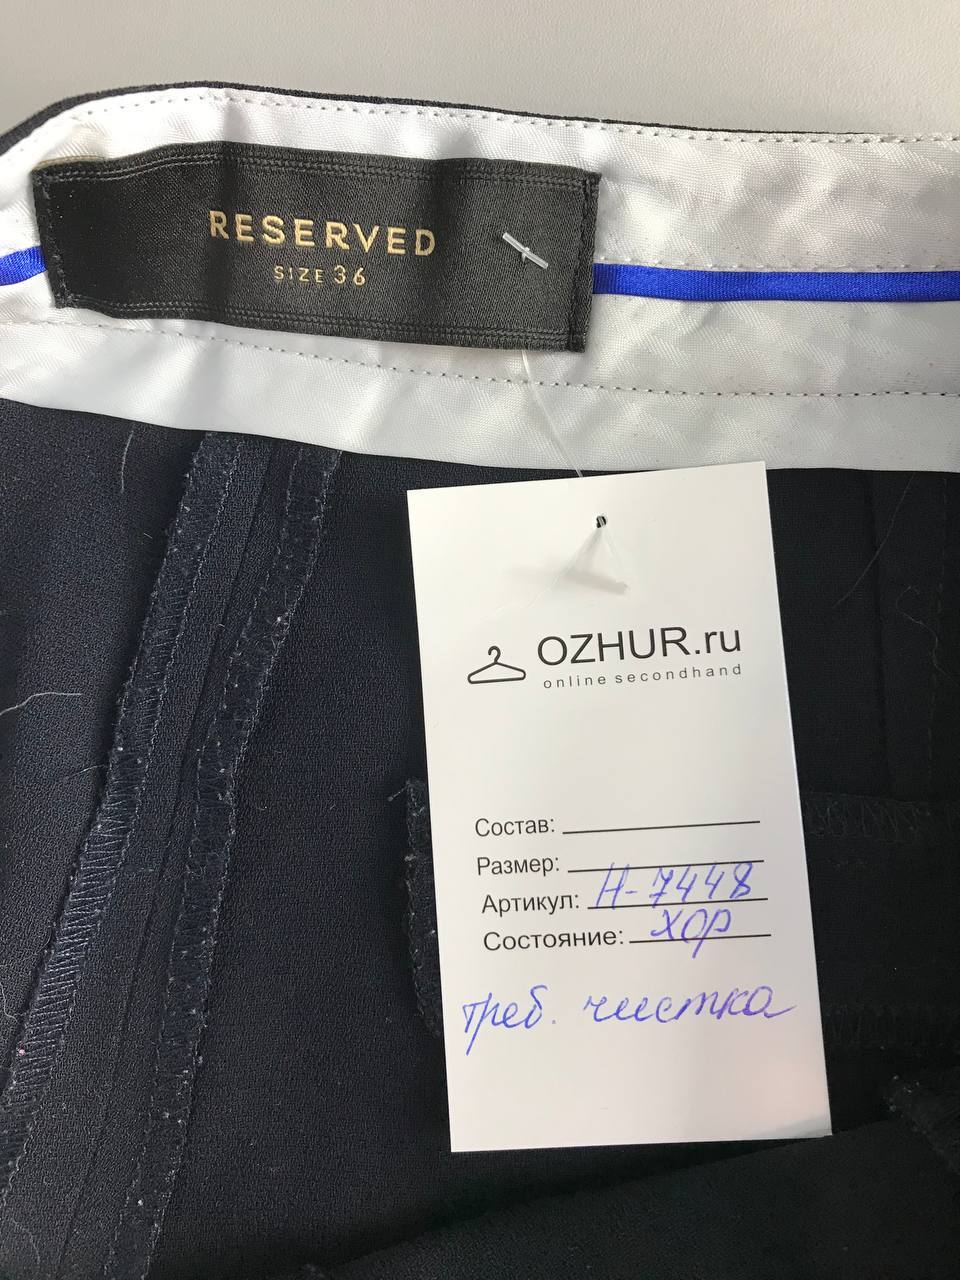 RESERVED
SIZE 36
OZHUR.ru
online secondhand
Состав:
Размер:
Артикул: Н-7448
Состояние: хор
треб. чистка